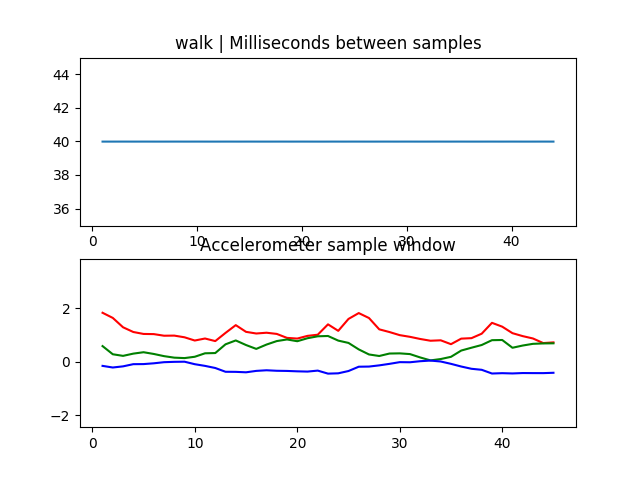 walk | Milliseconds between samples
44
42
40
38
36
0 10 20 30 40
Accelerometer sample window
2
0
−2
0 10 20 30 40